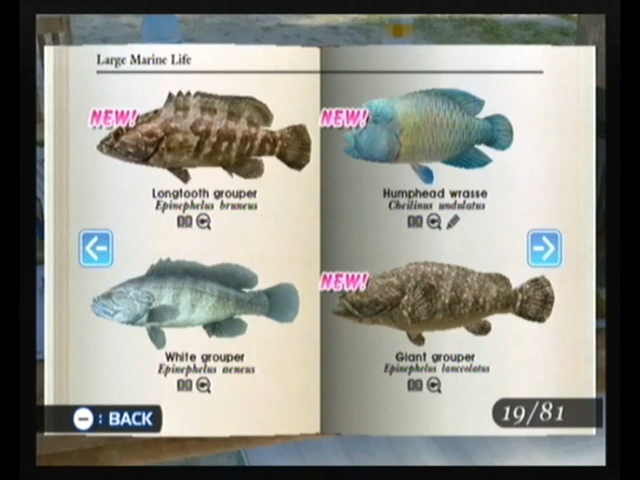 Large Marine Life
NEW!
Longtooth grouper
Epinephelus bruneus
NEW!
Humphead wrasse
Cheilinus undulatus
White grouper
Epinephelus aeneus
NEW!
Giant grouper
Epinephelus lanceolatus
- : BACK
19/81